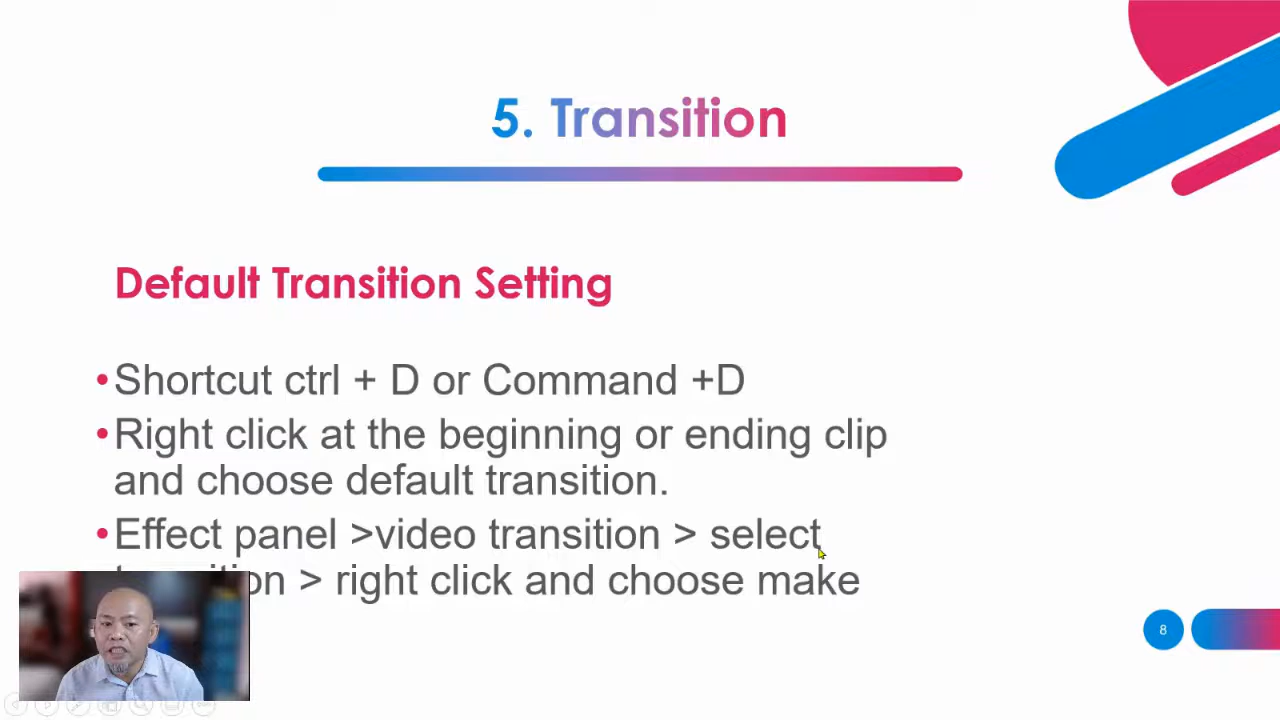 5. Transition
Default Transition Setting
•Shortcut ctrl + D or Command +D
•Right click at the beginning or ending clip
and choose default transition.
•Effect panel >video transition > select
> right click and choose make
8